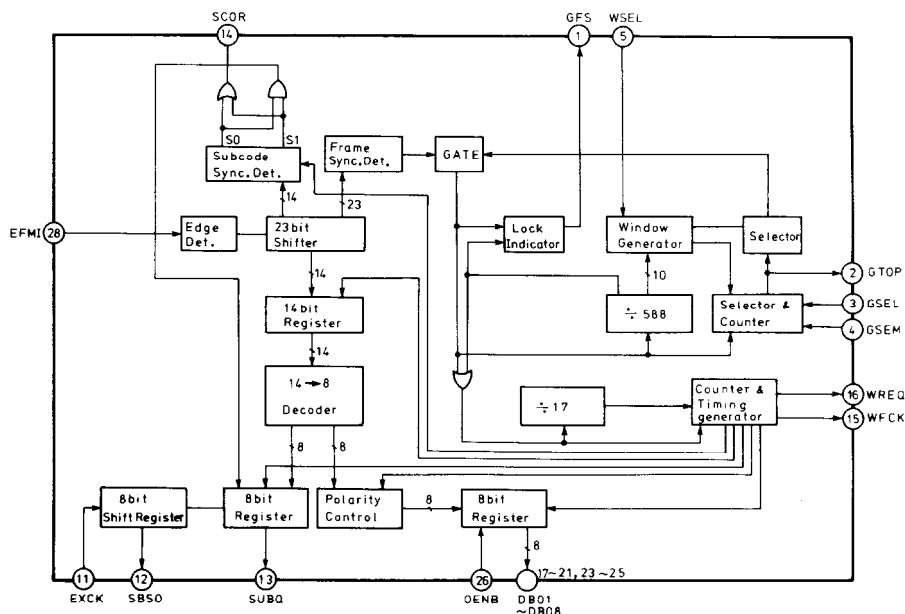 SCOR
14
GFS
1
WSEL
5
S0
S1
Subcode
Sync. Det.
Frame
Sync. Det.
GATE
14
23
EFMI
28
Edge
Det.
23bit
Shifter
Lock
Indicator
Window
Generator
Selector
10
2
GTOP
14
14bit
Register
÷ 588
Selector &
Counter
3
GSEL
4
GSEM
14
14→8
Decoder
÷ 17
Counter &
Timing
generator
16
WREQ
15
WFCK
8
8
8bit
Shift Register
8bit
Register
Polarity
Control
8
8bit
Register
8
11
EXCK
12
SBSO
13
SUBQ
26
OENB
17~21, 23~25
DB01
~DB08